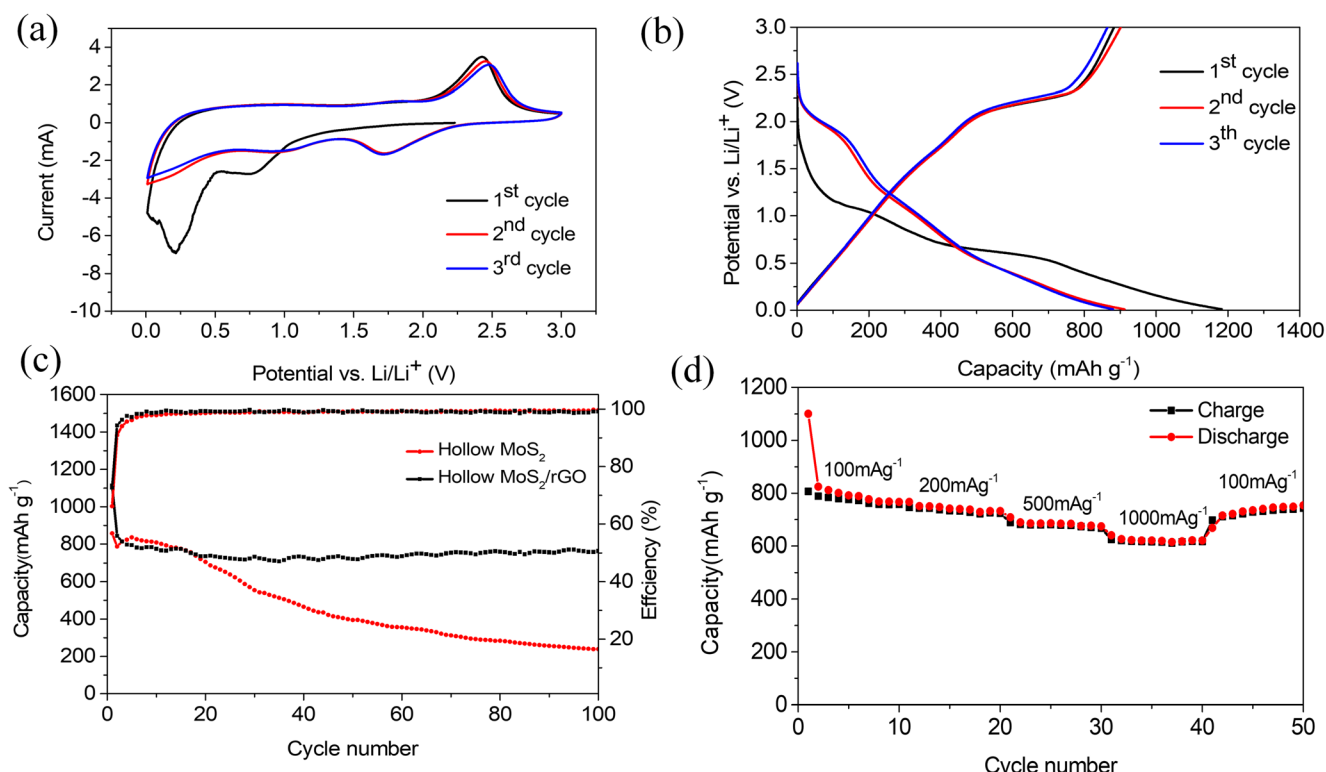 (a)
4
2
0
-2
-4
-6
-8
-10
Current (mA)
1st cycle
2nd cycle
3rd cycle
0.0 0.5 1.0 1.5 2.0 2.5 3.0
Potential vs. Li/Li+ (V)
(b)
3.0
2.5
2.0
1.5
1.0
0.5
0.0
Potential vs. Li/Li+ (V)
1st cycle
2nd cycle
3th cycle
0 200 400 600 800 1000 1200 1400
Capacity (mAh g-1)
(c)
1600
1400
1200
1000
800
600
400
200
0
Capacity(mAh g-1)
Hollow MoS2
Hollow MoS2/rGO
100
80
60
40
20
Effciency (%)
0 20 40 60 80 100
Cycle number
(d)
1200
1000
800
600
400
200
0
Capacity(mAh g-1)
Charge
Discharge
100mAg-1
200mAg-1
500mAg-1
1000mAg-1
100mAg-1
0 10 20 30 40 50
Cycle number